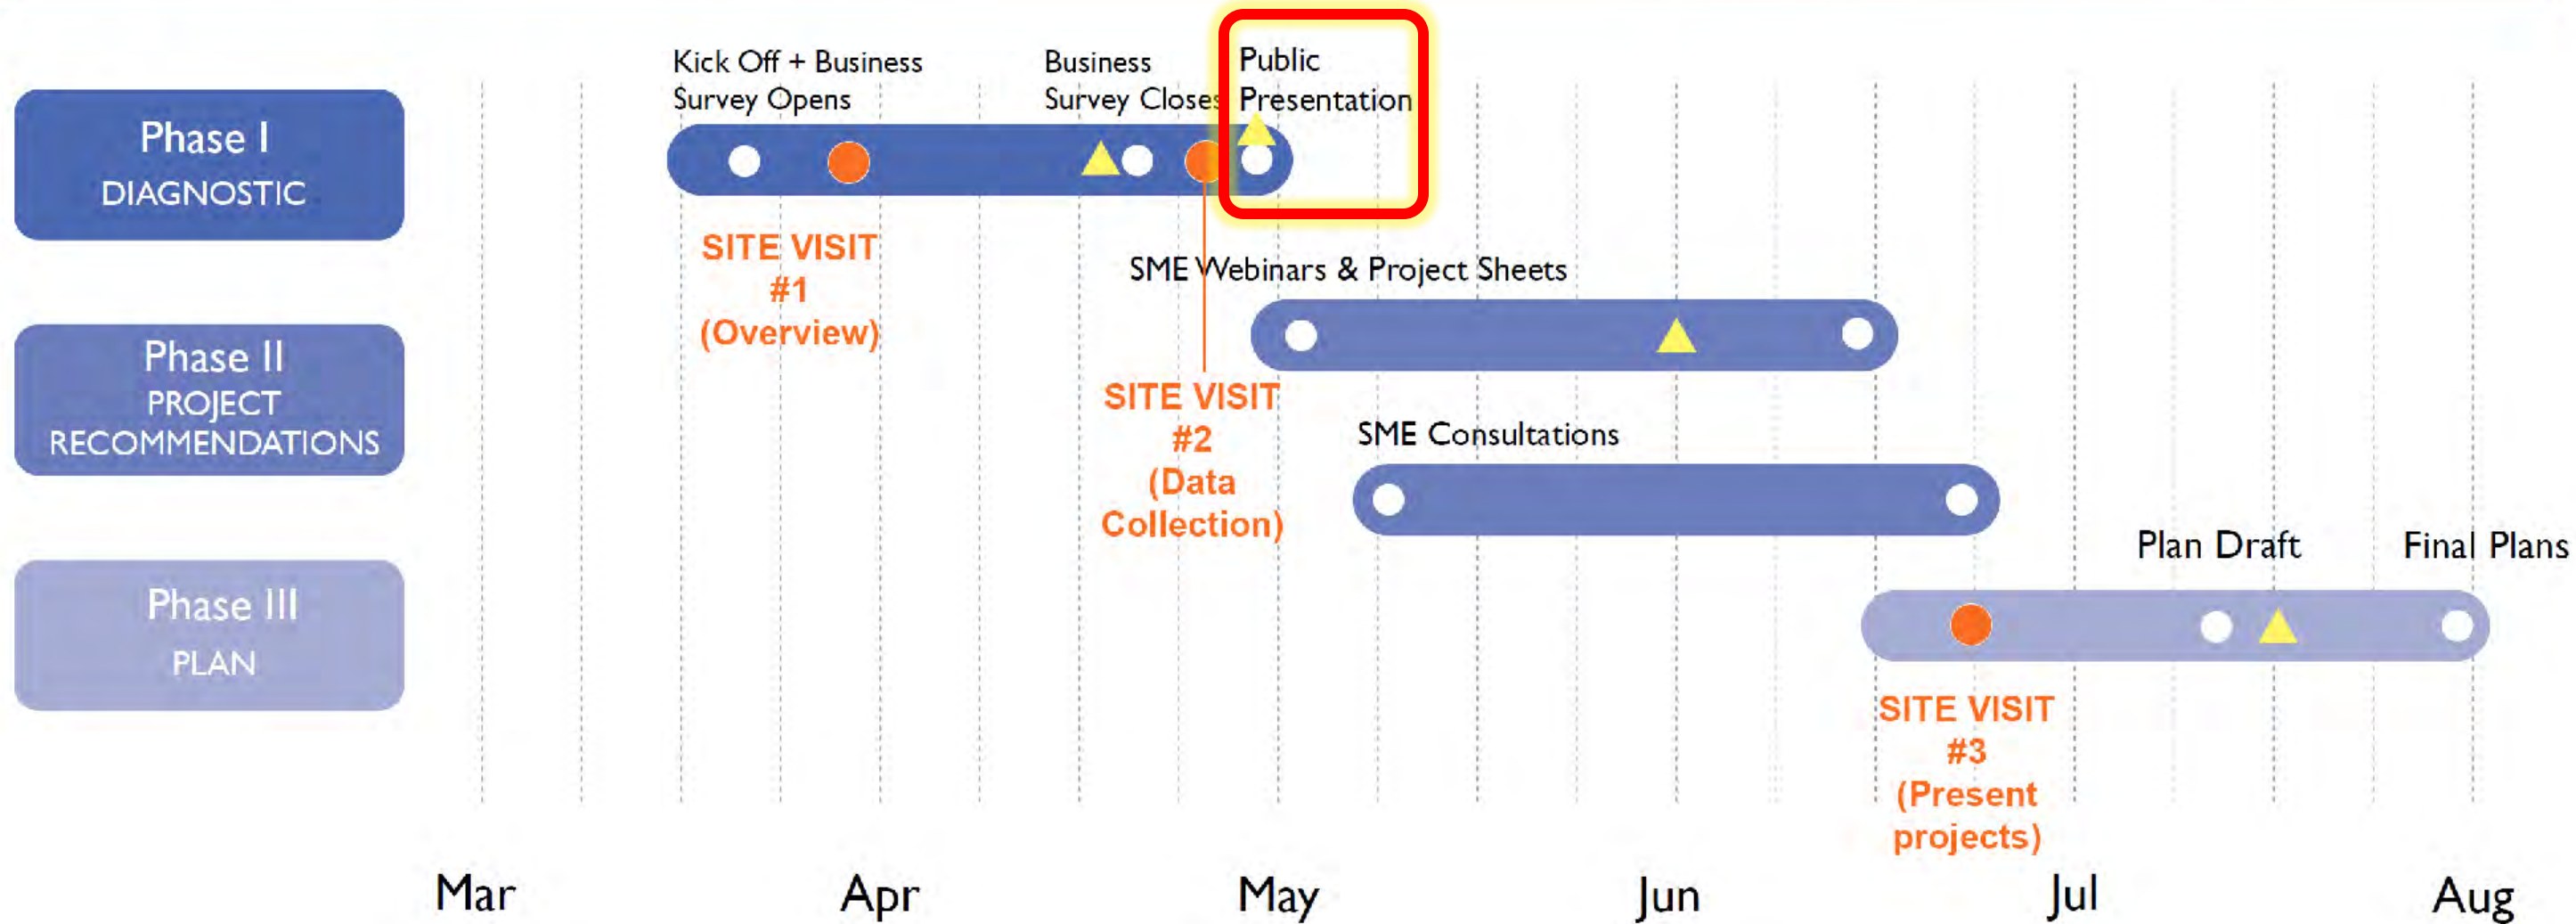 Kick Off + Business
Survey Opens
Business
Survey Closes
Public
Presentation
Phase I
DIAGNOSTIC
SITE VISIT
#1
(Overview)
SME Webinars & Project Sheets
Phase II
PROJECT
RECOMMENDATIONS
SITE VISIT
#2
(Data
Collection)
SME Consultations
Plan Draft
Final Plans
Phase III
PLAN
SITE VISIT
#3
(Present
projects)
Mar
Apr
May
Jun
Jul
Aug